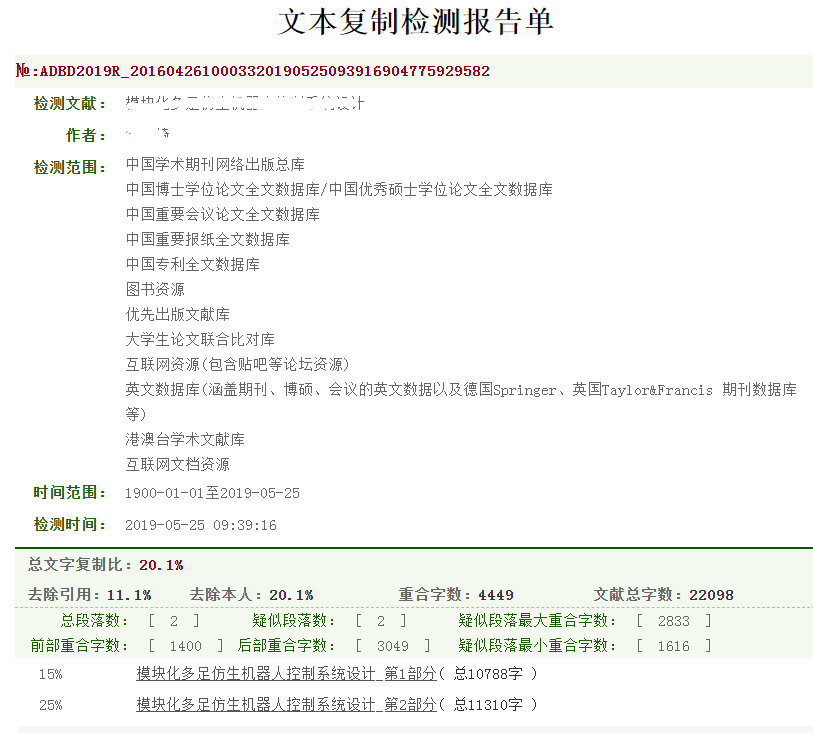 文本复制检测报告单
№:ADBD2019R_2016042610003320190525093916904775929582
检测文献：
作者：
检测范围： 中国学术期刊网络出版总库
中国博士学位论文全文数据库/中国优秀硕士学位论文全文数据库
中国重要会议论文全文数据库
中国重要报纸全文数据库
中国专利全文数据库
图书资源
优先出版文献库
大学生论文联合比对库
互联网资源(包含贴吧等论坛资源)
英文数据库(涵盖期刊、博硕、会议的英文数据以及德国Springer、英国Taylor&Francis 期刊数据库
等)
港澳台学术文献库
互联网文档资源
时间范围： 1900-01-01至2019-05-25
检测时间： 2019-05-25 09:39:16
总文字复制比：20.1%
去除引用：11.1% 去除本人：20.1% 重合字数：4449 文献总字数：22098
总段落数： [ 2 ] 疑似段落数： [ 2 ] 疑似段落最大重合字数： [ 2833 ]
前部重合字数： [ 1400 ] 后部重合字数： [ 3049 ] 疑似段落最小重合字数： [ 1616 ]
15% 模块化多足仿生机器人控制系统设计_第1部分( 总10788字 )
25% 模块化多足仿生机器人控制系统设计_第2部分( 总11310字 )